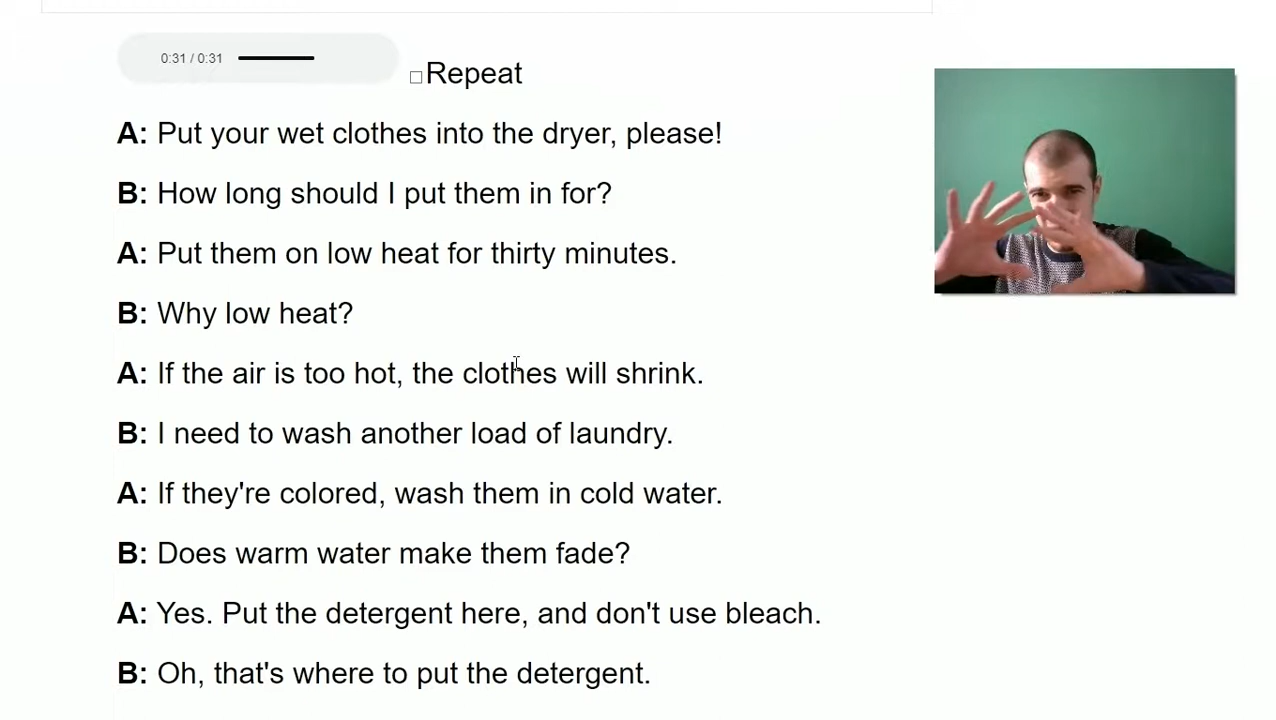 0:31 / 0:31
Repeat
A: Put your wet clothes into the dryer, please!
B: How long should I put them in for?
A: Put them on low heat for thirty minutes.
B: Why low heat?
A: If the air is too hot, the clothes will shrink.
B: I need to wash another load of laundry.
A: If they're colored, wash them in cold water.
B: Does warm water make them fade?
A: Yes. Put the detergent here, and don't use bleach.
B: Oh, that's where to put the detergent.